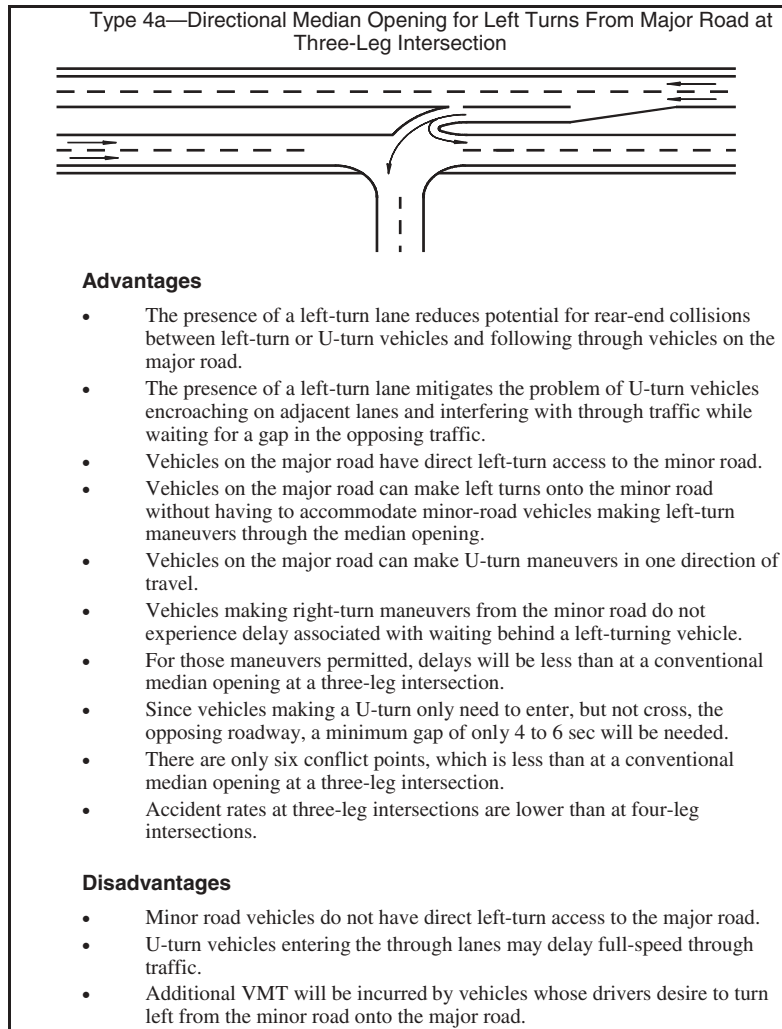 Type 4a—Directional Median Opening for Left Turns From Major Road at
Three-Leg Intersection
Advantages
• The presence of a left-turn lane reduces potential for rear-end collisions
between left-turn or U-turn vehicles and following through vehicles on the
major road.
• The presence of a left-turn lane mitigates the problem of U-turn vehicles
encroaching on adjacent lanes and interfering with through traffic while
waiting for a gap in the opposing traffic.
• Vehicles on the major road have direct left-turn access to the minor road.
• Vehicles on the major road can make left turns onto the minor road
without having to accommodate minor-road vehicles making left-turn
maneuvers through the median opening.
• Vehicles on the major road can make U-turn maneuvers in one direction of
travel.
• Vehicles making right-turn maneuvers from the minor road do not
experience delay associated with waiting behind a left-turning vehicle.
• For those maneuvers permitted, delays will be less than at a conventional
median opening at a three-leg intersection.
• Since vehicles making a U-turn only need to enter, but not cross, the
opposing roadway, a minimum gap of only 4 to 6 sec will be needed.
• There are only six conflict points, which is less than at a conventional
median opening at a three-leg intersection.
• Accident rates at three-leg intersections are lower than at four-leg
intersections.
Disadvantages
• Minor road vehicles do not have direct left-turn access to the major road.
• U-turn vehicles entering the through lanes may delay full-speed through
traffic.
• Additional VMT will be incurred by vehicles whose drivers desire to turn
left from the minor road onto the major road.